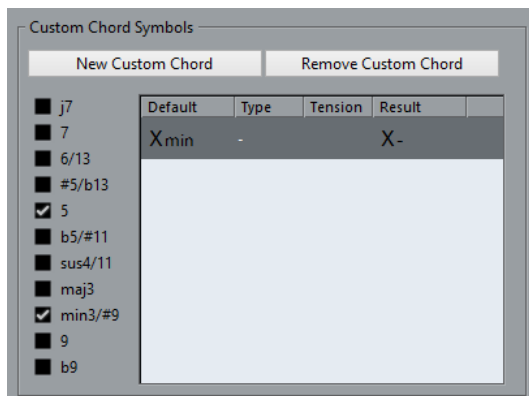 Custom Chord Symbols
New Custom Chord Remove Custom Chord
j7
7
6/13
#5/b13
5
b5/#11
sus4/11
maj3
min3/#9
9
b9
Default Type Tension Result
Xmin - X-